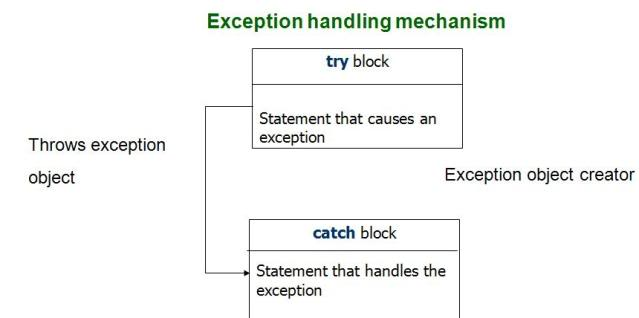 Exception handling mechanism
try block
Statement that causes an
exception
Throws exception
object
Exception object creator
catch block
Statement that handles the
exception